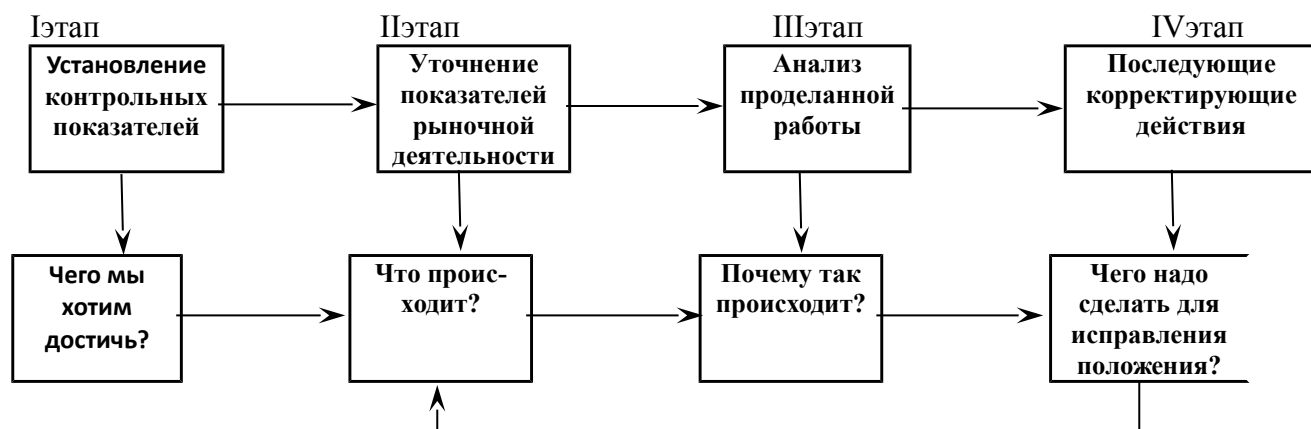 Iэтап
IIэтап
IIIэтап
IVэтап
Установление
контрольных
показателей
Уточнение
показателей
рыночной
деятельности
Анализ
проделанной
работы
Последующие
корректирующие
действия
Чего мы
хотим
достичь?
Что проис-
ходит?
Почему так
происходит?
Чего надо
сделать для
исправления
положения?